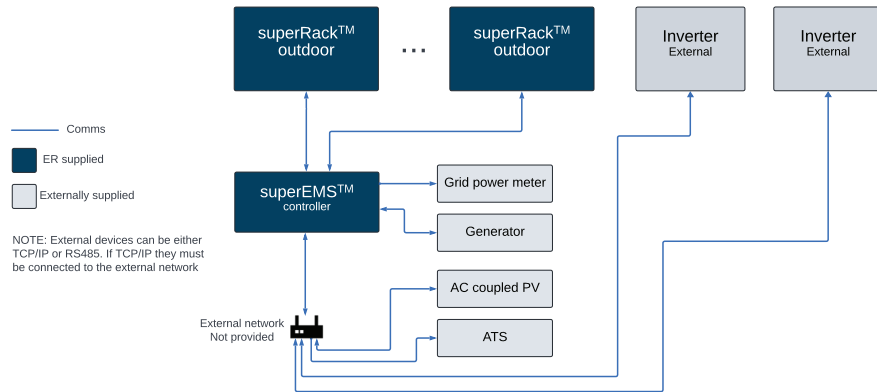 superRack™
outdoor
...
superRack™
outdoor
Inverter
External
Inverter
External
Comms
ER supplied
Externally supplied
NOTE: External devices can be either
TCP/IP or RS485. If TCP/IP they must
be connected to the external network
superEMS™
controller
Grid power meter
Generator
AC coupled PV
ATS
External network
Not provided